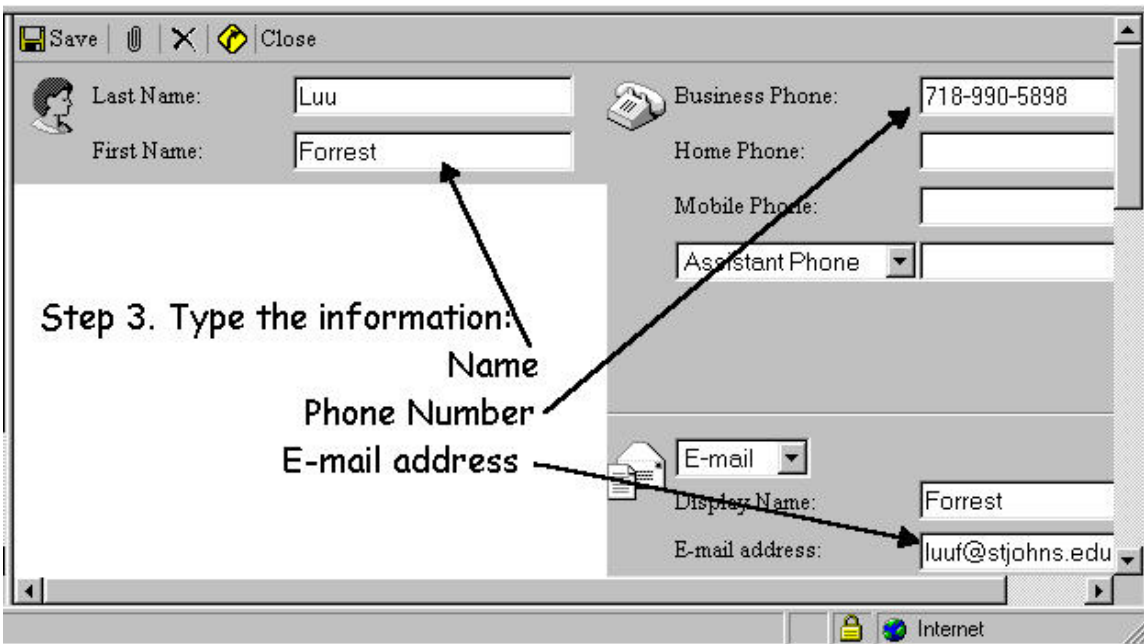 Save Close
Last Name: Luu
First Name: Forrest
Business Phone: 718-990-5898
Home Phone:
Mobile Phone:
Assistant Phone
Step 3. Type the information:
Name
Phone Number
E-mail address
E-mail
Display Name: Forrest
E-mail address: luuf@stjohns.edu
Internet